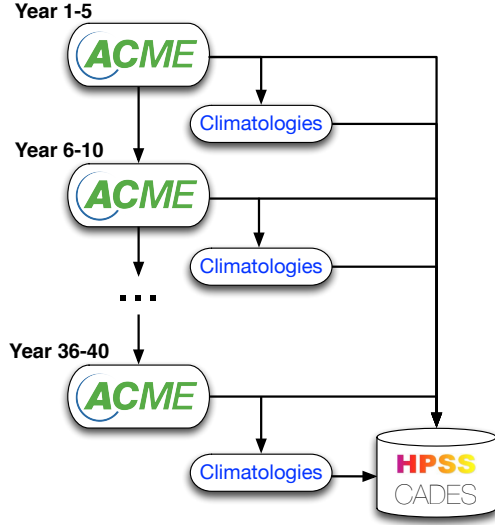 Year 1-5
ACME
Climatologies
Year 6-10
ACME
Climatologies
...
Year 36-40
ACME
Climatologies
HPSS
CADES